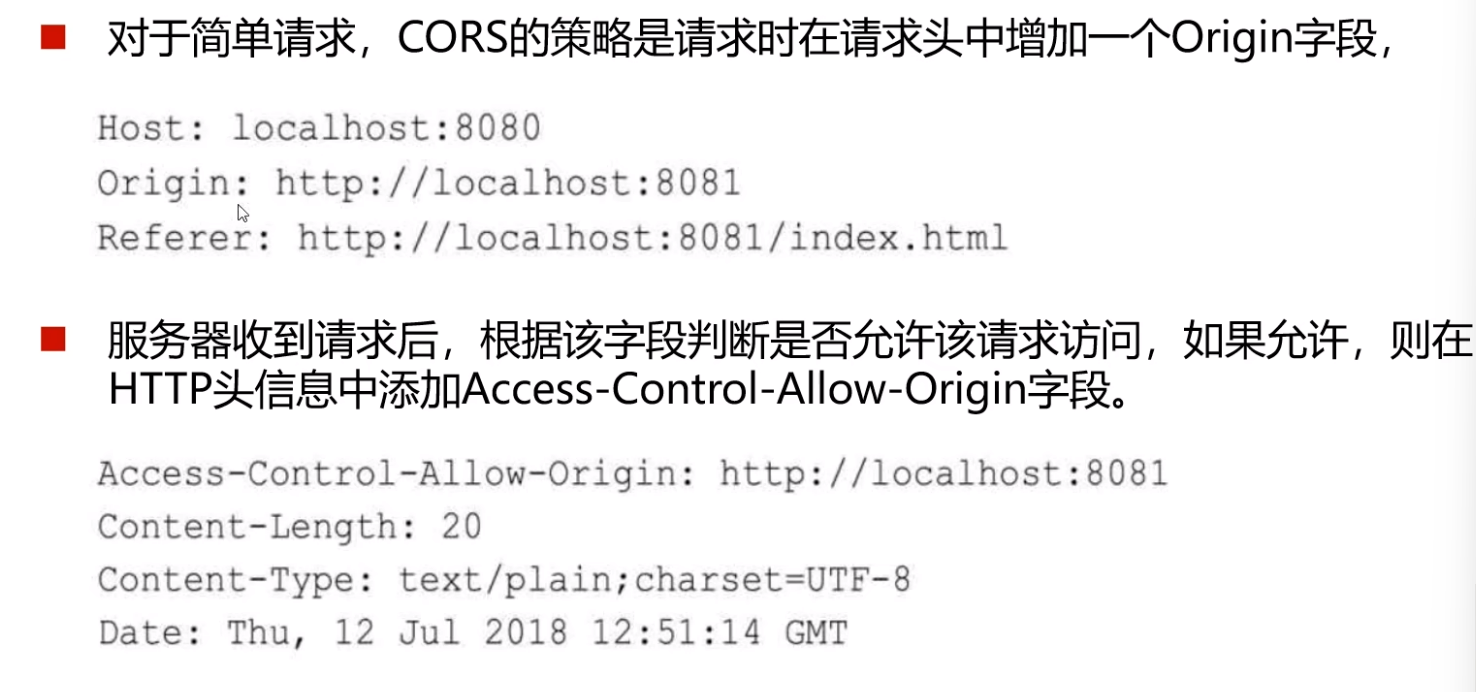 对于简单请求，CORS的策略是请求时在请求头中增加一个Origin字段，
Host: localhost:8080
Origin: http://localhost:8081
Referer: http://localhost:8081/index.html
服务器收到请求后，根据该字段判断是否允许该请求访问，如果允许，则在
HTTP头信息中添加Access-Control-Allow-Origin字段。
Access-Control-Allow-Origin: http://localhost:8081
Content-Length: 20
Content-Type: text/plain;charset=UTF-8
Date: Thu, 12 Jul 2018 12:51:14 GMT